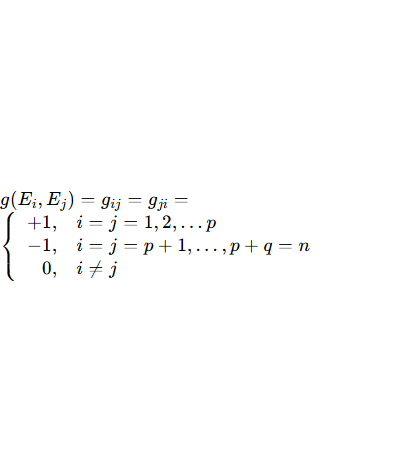 g(E_i, E_j) = g_{ij} = g_{ji} =
{ +1, i = j = 1, 2, … p
−1, i = j = p + 1, …, p + q = n
0, i ≠ j